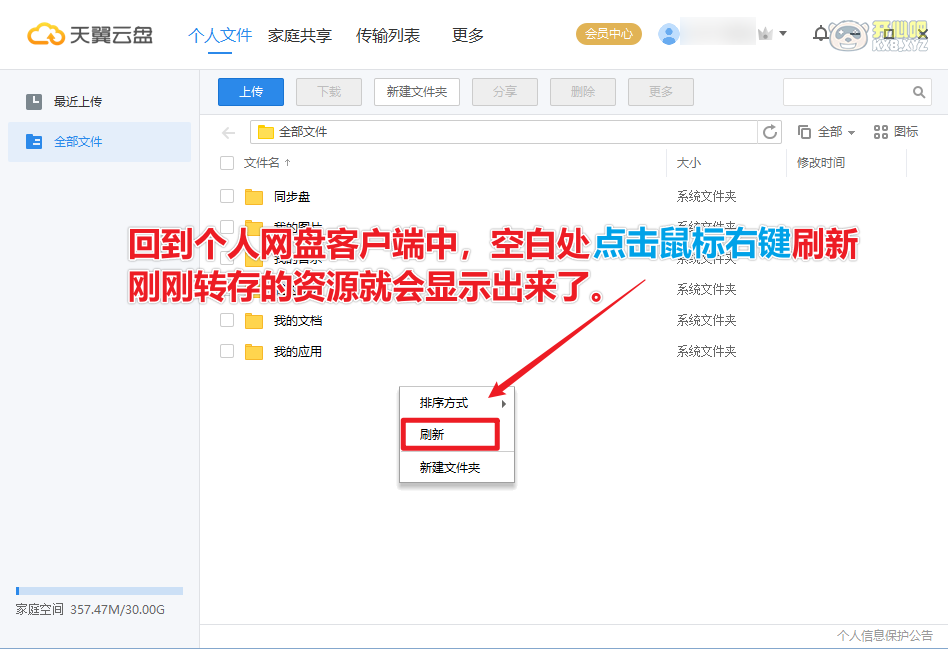 天翼云盘
个人文件 家庭共享 传输列表 更多
会员中心
开心吧
KXB.XYZ
最近上传
全部文件
上传 下载 新建文件夹 分享 删除 更多
全部文件
全部 图标
文件名 ↑ 大小 修改时间
同步盘 系统文件夹
我的图片 系统文件夹
回到个人网盘客户端中，空白处点击鼠标右键刷新
我的音乐 系统文件夹
刚刚转存的资源就会显示出来了。
系统文件夹
我的文档 系统文件夹
我的应用 系统文件夹
排序方式
刷新
新建文件夹
家庭空间 357.47M/30.00G
个人信息保护公告